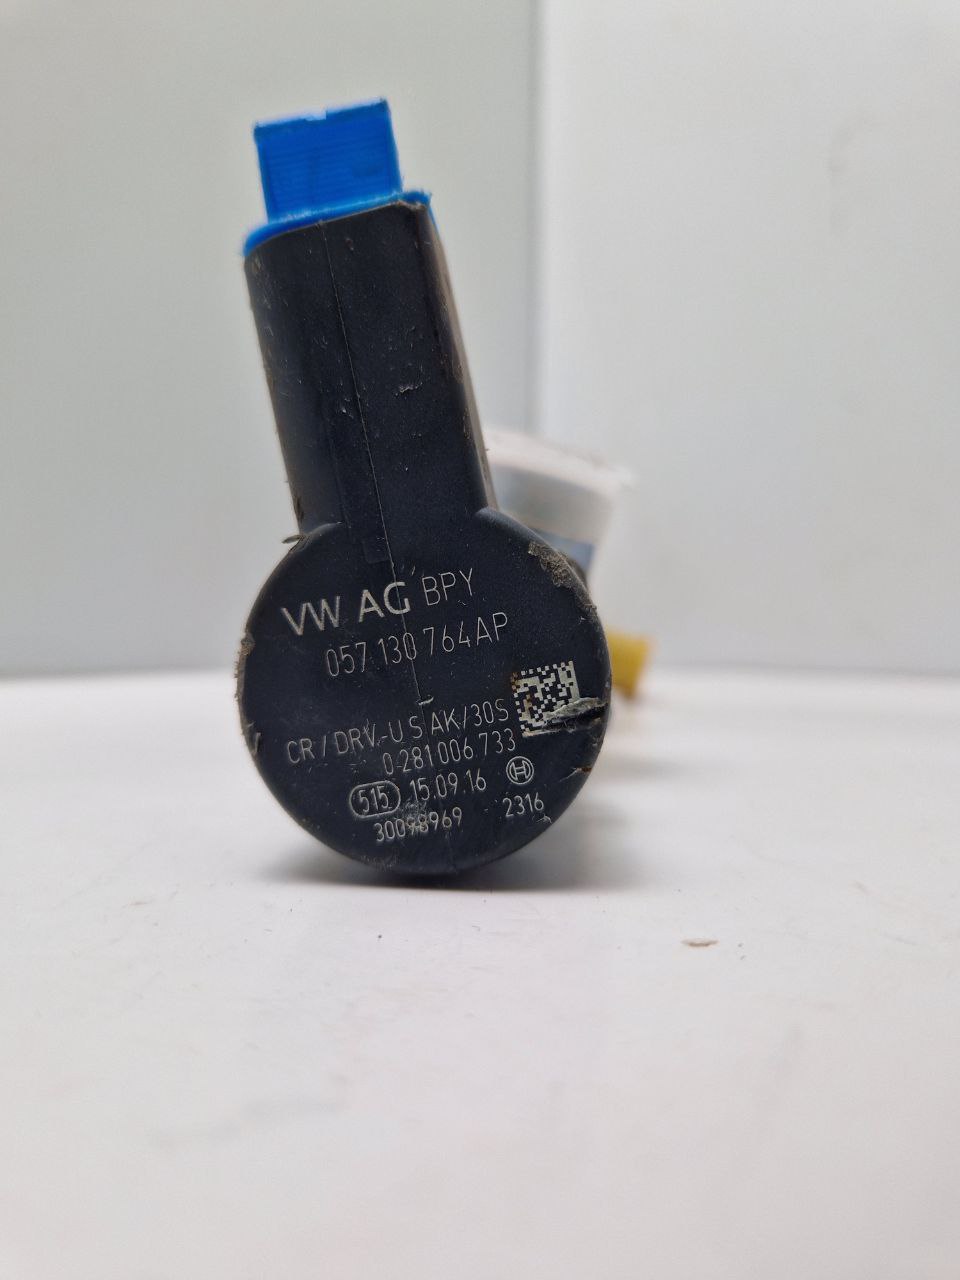 VW AG BPY
057 130 764AP
CR / DRV-U S AK/30S
0 281 006 733
515 15.09.16
30098969 2316